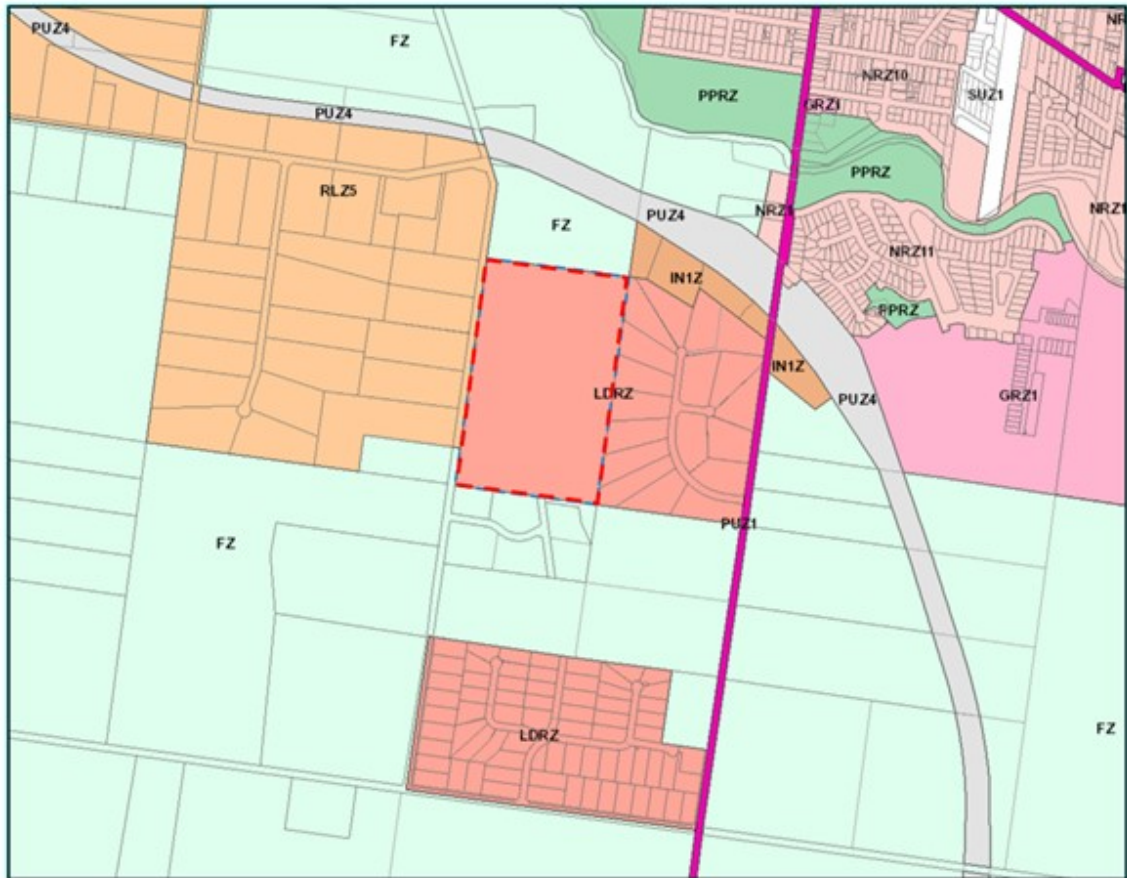 PUZ4
FZ
NR
NRZ10
SUZ1
PPRZ
GRZ1
PUZ4
PPRZ
RLZ5
NRZ1
NRZ1
PUZ4
FZ
NRZ11
IN1Z
PPRZ
IN1Z
LDRZ
PUZ4
GRZ1
PUZ1
FZ
FZ
LDRZ